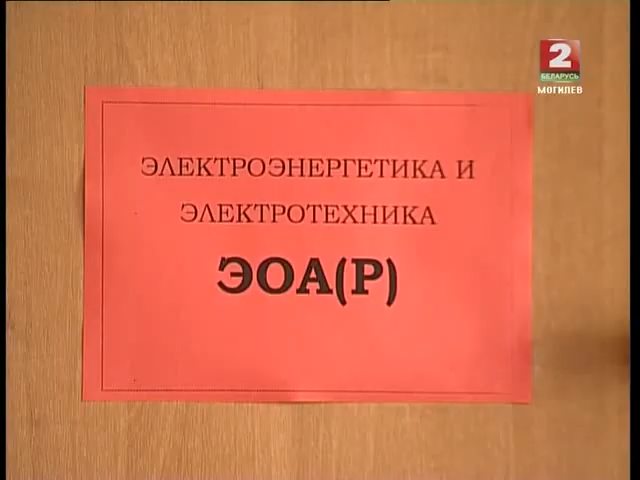 2
БЕЛАРУСЬ
МОГИЛЕВ
ЭЛЕКТРОЭНЕРГЕТИКА И
ЭЛЕКТРОТЕХНИКА
ЭОА(Р)